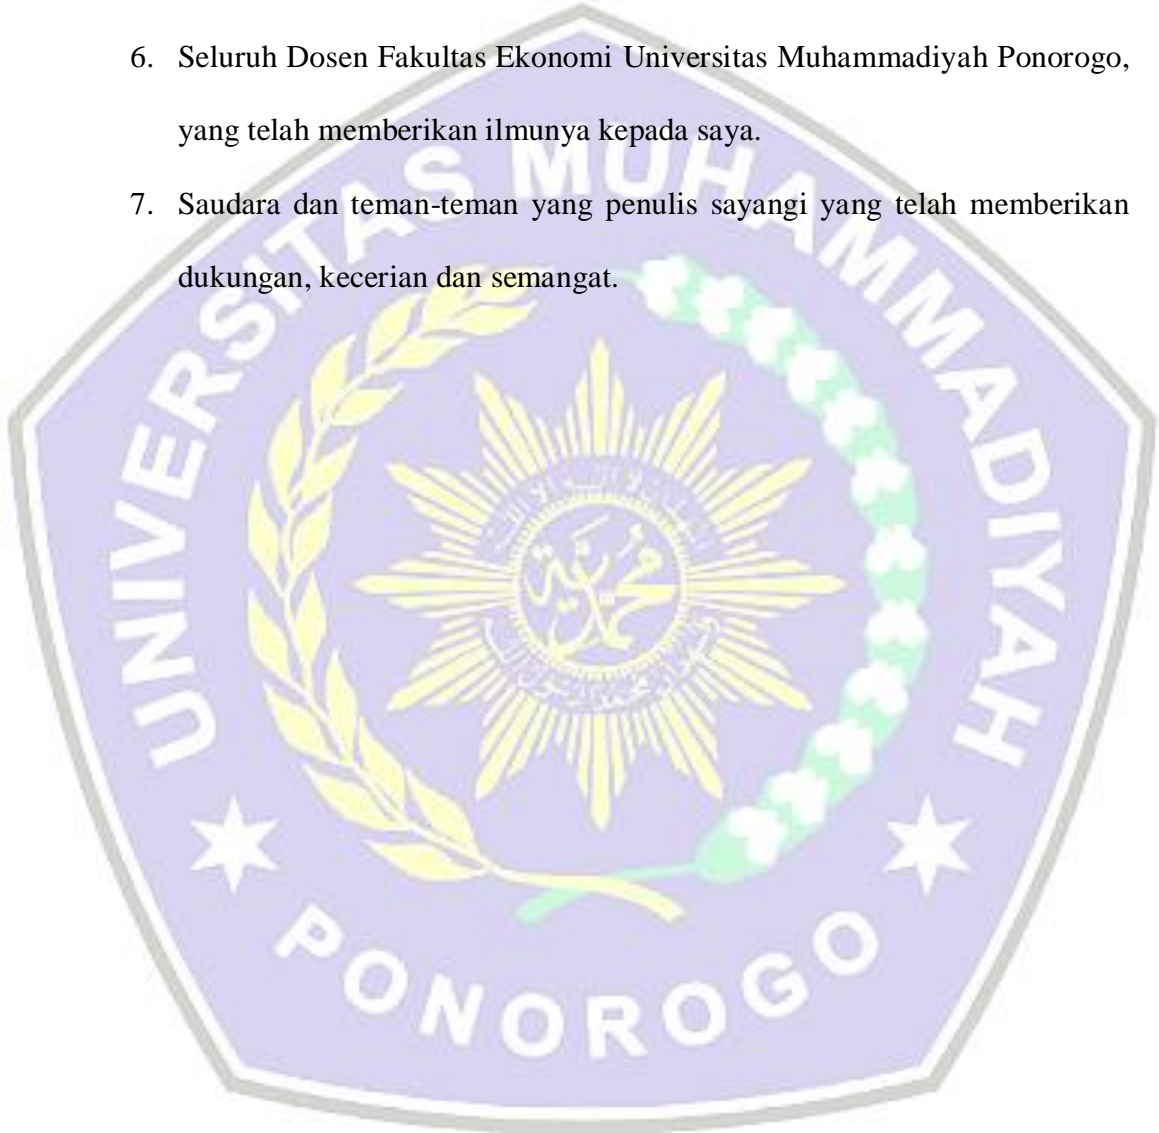 6. Seluruh Dosen Fakultas Ekonomi Universitas Muhammadiyah Ponorogo,
yang telah memberikan ilmunya kepada saya.
7. Saudara dan teman-teman yang penulis sayangi yang telah memberikan
dukungan, kecerian dan semangat.
UNIVERSITAS MUHAMMADIYAH
محمدية
PONOROGO